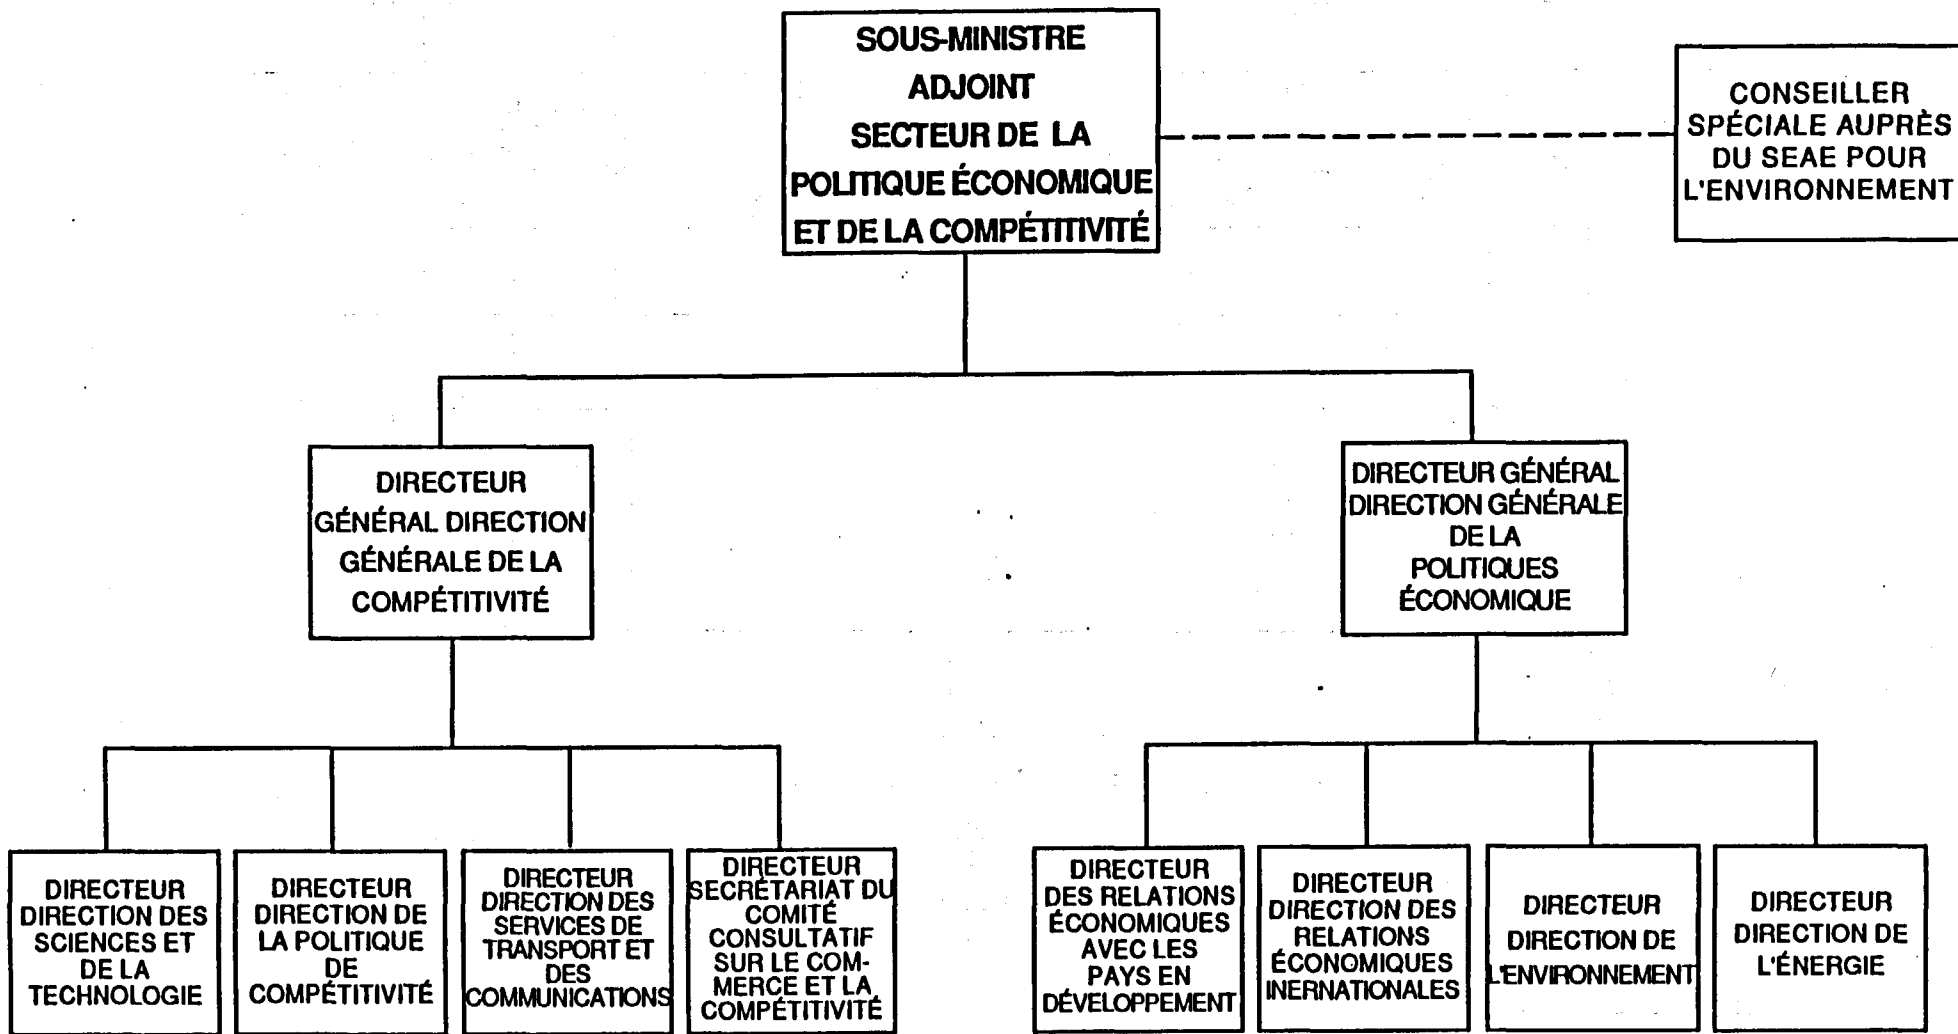 SOUS-MINISTRE
ADJOINT
SECTEUR DE LA
POLITIQUE ÉCONOMIQUE
ET DE LA COMPÉTITIVITÉ
CONSEILLER
SPÉCIALE AUPRÈS
DU SEAE POUR
L'ENVIRONNEMENT
DIRECTEUR
GÉNÉRAL DIRECTION
GÉNÉRALE DE LA
COMPÉTITIVITÉ
DIRECTEUR GÉNÉRAL
DIRECTION GÉNÉRALE
DE LA
POLITIQUES
ÉCONOMIQUE
DIRECTEUR
DIRECTION DES
SCIENCES ET
DE LA
TECHNOLOGIE
DIRECTEUR
DIRECTION DE
LA POLITIQUE
DE
COMPÉTITIVITÉ
DIRECTEUR
DIRECTION DES
SERVICES DE
TRANSPORT ET
DES
COMMUNICATIONS
DIRECTEUR
SECRÉTARIAT DU
COMITÉ
CONSULTATIF
SUR LE COM-
MERCE ET LA
COMPÉTITIVITÉ
DIRECTEUR
DES RELATIONS
ÉCONOMIQUES
AVEC LES
PAYS EN
DÉVELOPPEMENT
DIRECTEUR
DIRECTION DES
RELATIONS
ÉCONOMIQUES
INERNATIONALES
DIRECTEUR
DIRECTION DE
L'ENVIRONNEMENT
DIRECTEUR
DIRECTION DE
L'ÉNERGIE